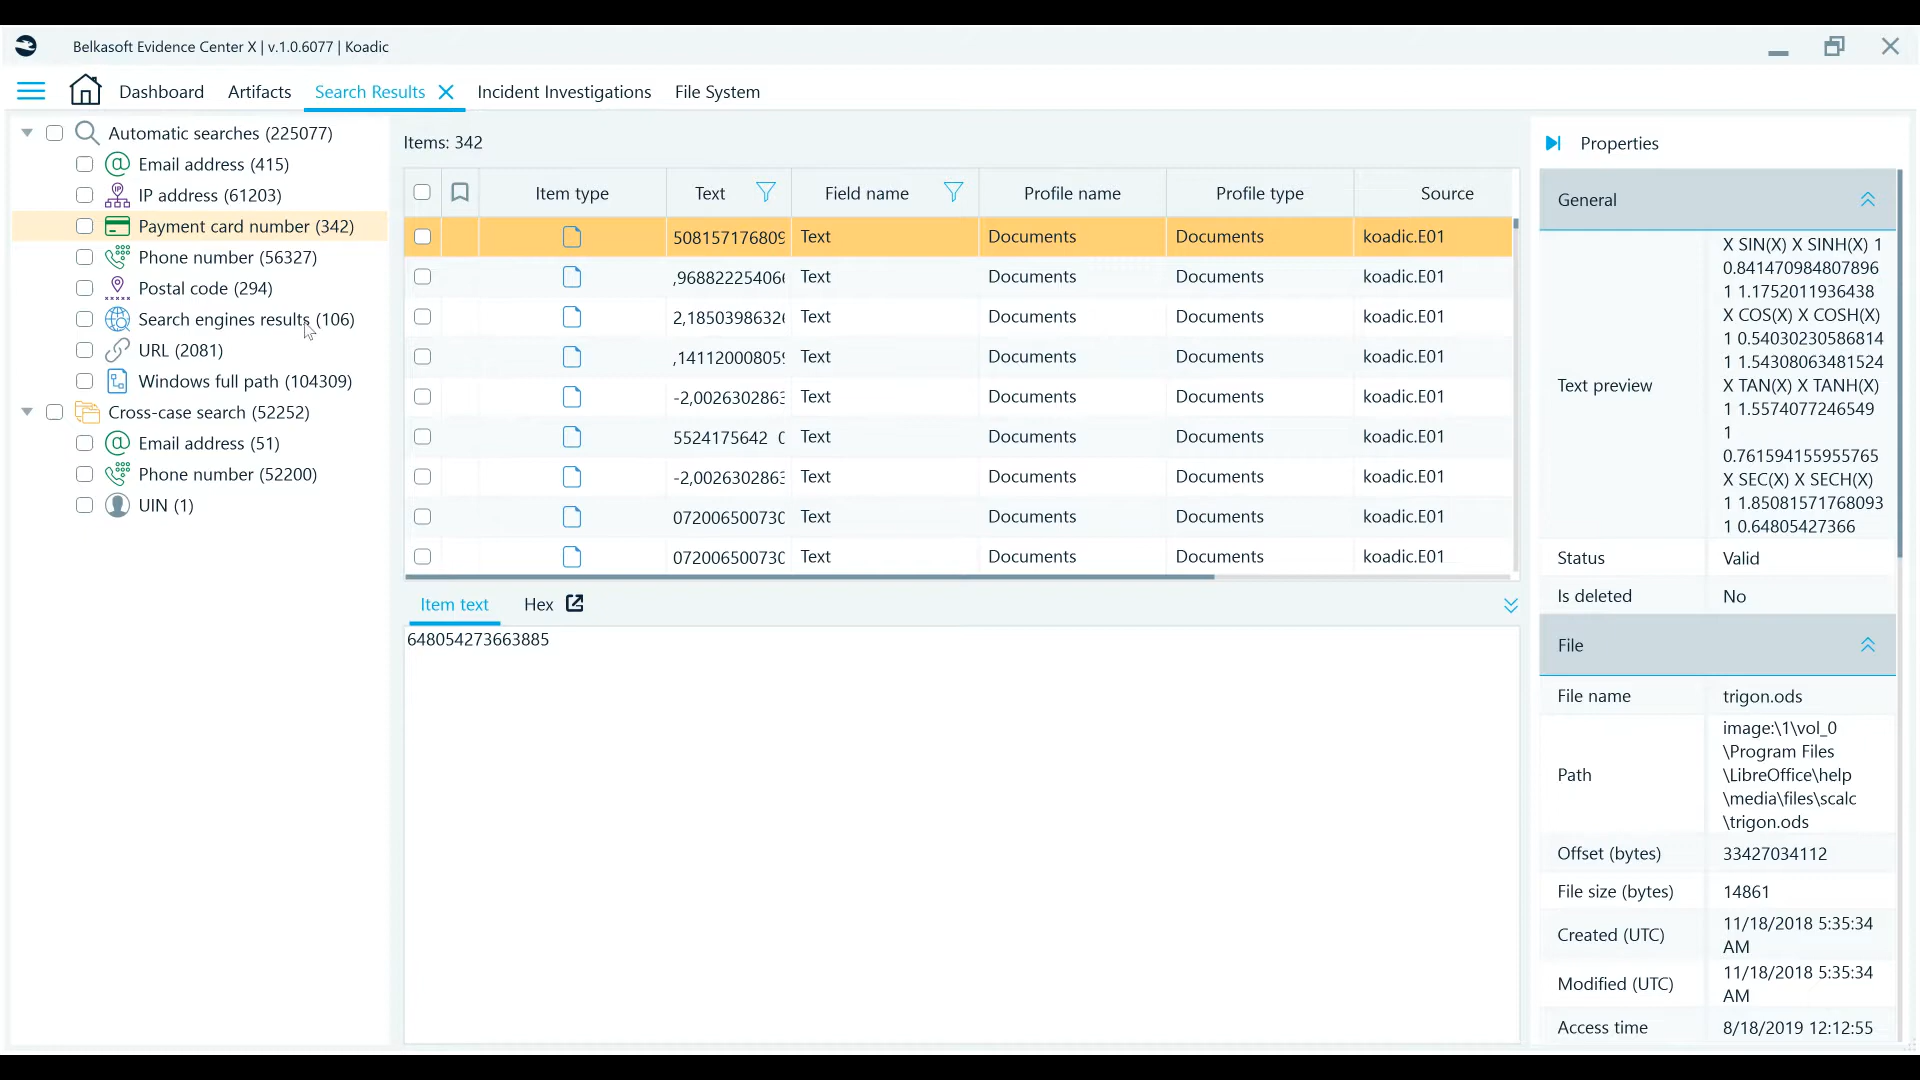 Belkasoft Evidence Center X | v.1.0.6077 | Koadic
Dashboard
Artifacts
Search Results
Incident Investigations
File System
Automatic searches (225077)
Email address (415)
IP address (61203)
Payment card number (342)
Phone number (56327)
Postal code (294)
Search engines results (106)
URL (2081)
Windows full path (104309)
Cross-case search (52252)
Email address (51)
Phone number (52200)
UIN (1)
Items: 342
Item type Text Field name Profile name Profile type Source
508157176809 Text Documents Documents koadic.E01
,96882225406 Text Documents Documents koadic.E01
2,1850398632 Text Documents Documents koadic.E01
,14112000805 Text Documents Documents koadic.E01
-2,002630286 Text Documents Documents koadic.E01
5524175642 Text Documents Documents koadic.E01
-2,002630286 Text Documents Documents koadic.E01
072006500730 Text Documents Documents koadic.E01
072006500730 Text Documents Documents koadic.E01
Item text
Hex
648054273663885
Properties
General
Text preview
X SIN(X) X SINH(X) 1
0.841470984807896
1 1.1752011936438
X COS(X) X COSH(X)
1 0.54030230586814
1 1.54308063481524
X TAN(X) X TANH(X)
1 1.5574077246549
1
0.761594155955765
X SEC(X) X SECH(X)
1 1.85081571768093
1 0.64805427366
Status Valid
Is deleted No
File
File name trigon.ods
Path
image:\1\vol_0
\Program Files
\LibreOffice\help
\media\files\scalc
\trigon.ods
Offset (bytes) 33427034112
File size (bytes) 14861
Created (UTC) 11/18/2018 5:35:34
AM
Modified (UTC) 11/18/2018 5:35:34
AM
Access time 8/18/2019 12:12:55